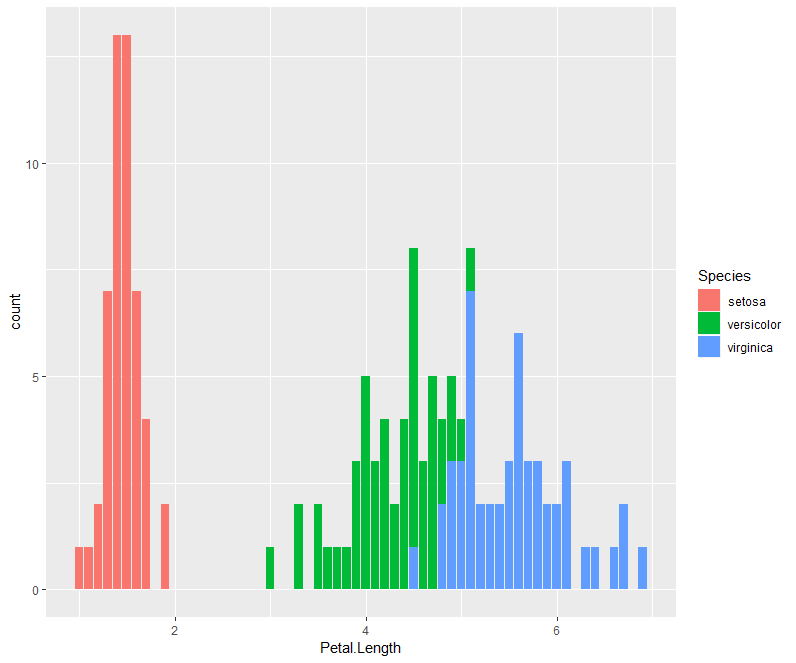 10
5
0
count
2 4 6
Petal.Length
Species
setosa
versicolor
virginica